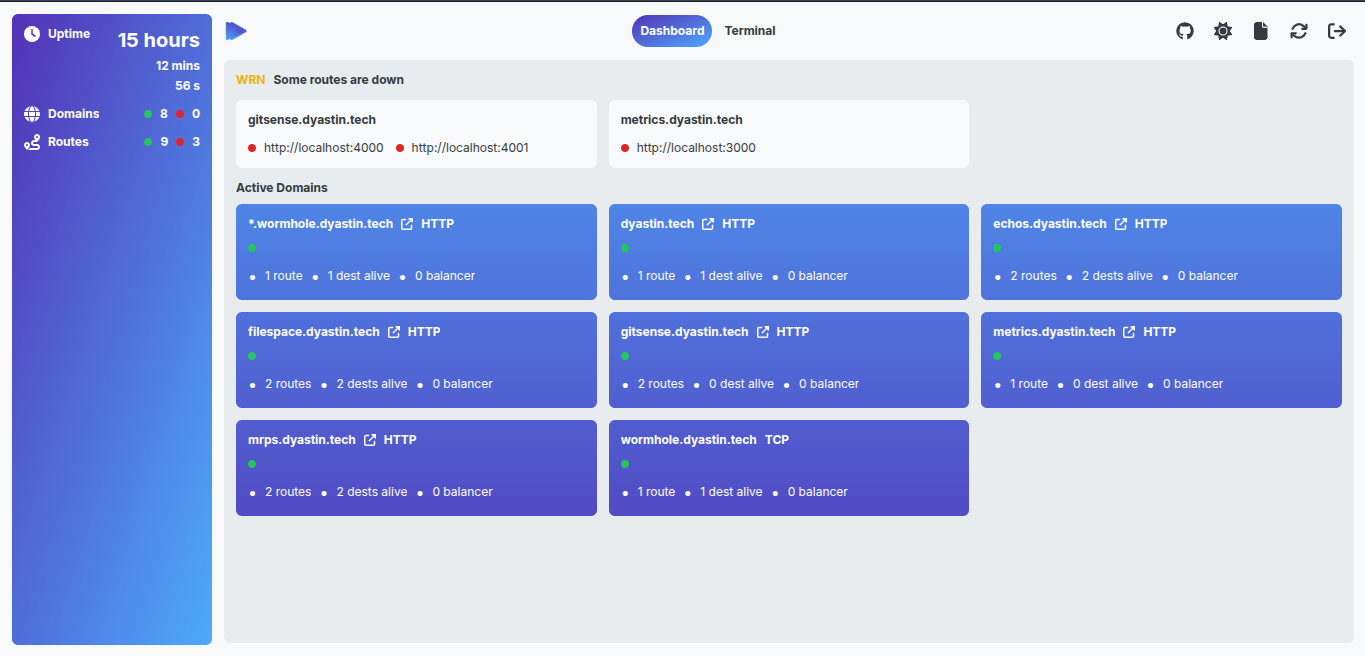 Uptime
15 hours
12 mins
56 s
Domains 8 0
Routes 9 3
Dashboard Terminal
WRN Some routes are down
gitsense.dyastin.tech
http://localhost:4000 http://localhost:4001
metrics.dyastin.tech
http://localhost:3000
Active Domains
*.wormhole.dyastin.tech HTTP
1 route 1 dest alive 0 balancer
dyastin.tech HTTP
1 route 1 dest alive 0 balancer
echos.dyastin.tech HTTP
2 routes 2 dests alive 0 balancer
filespace.dyastin.tech HTTP
2 routes 2 dests alive 0 balancer
gitsense.dyastin.tech HTTP
2 routes 0 dest alive 0 balancer
metrics.dyastin.tech HTTP
1 route 0 dest alive 0 balancer
mrps.dyastin.tech HTTP
2 routes 2 dests alive 0 balancer
wormhole.dyastin.tech TCP
1 route 1 dest alive 0 balancer